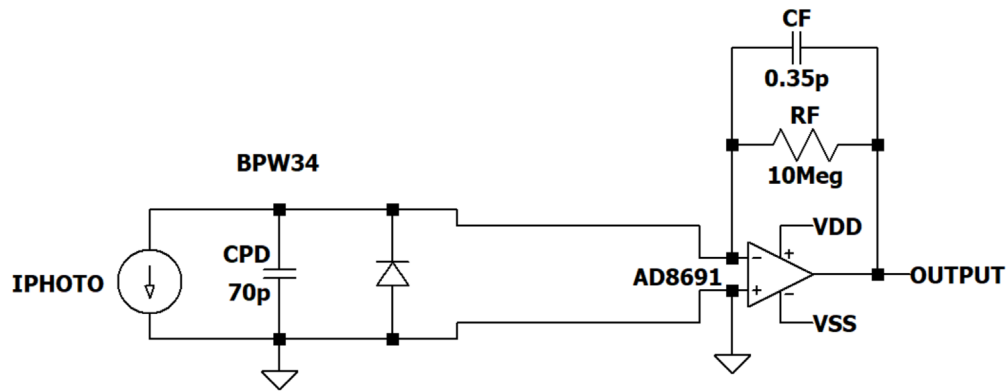 CF
0.35p
RF
10Meg
BPW34
VDD
CPD
70p
IPHOTO
AD8691
-
+
+
-
OUTPUT
VSS